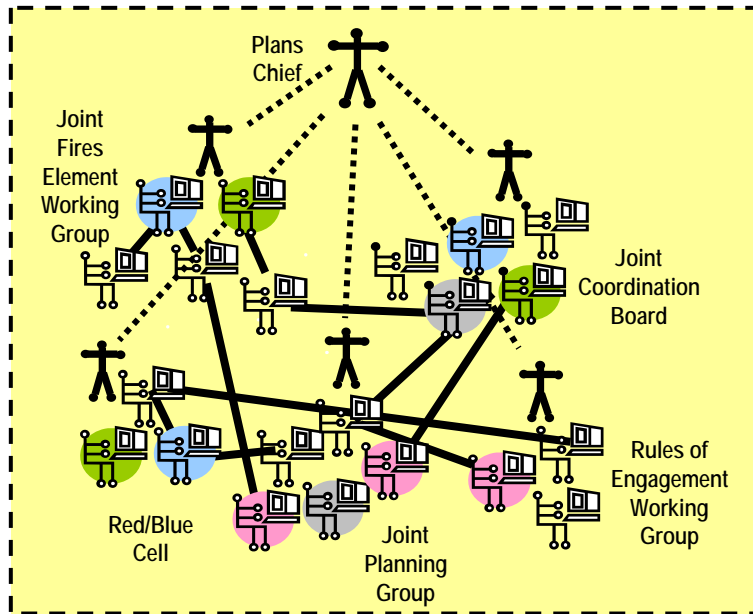 Plans
Chief
Joint
Fires
Element
Working
Group
Joint
Coordination
Board
Red/Blue
Cell
Joint
Planning
Group
Rules of
Engagement
Working
Group